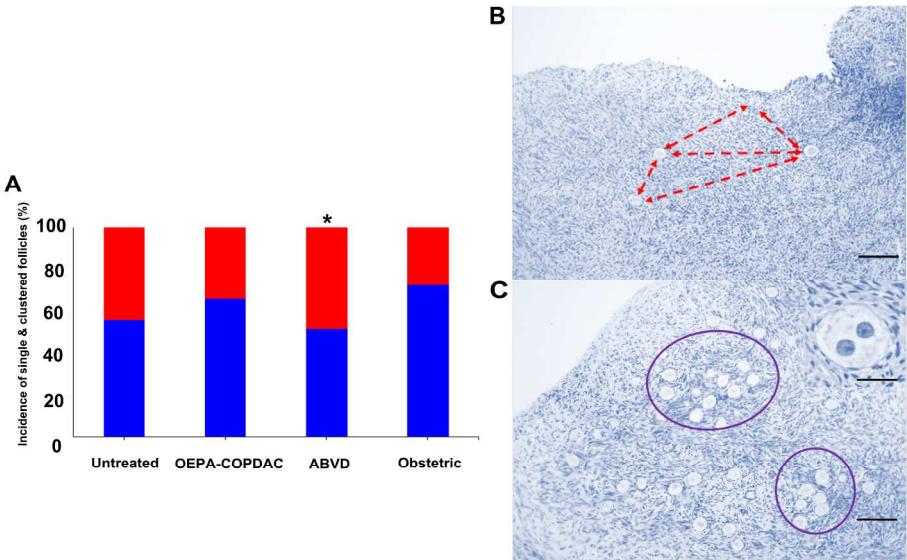 A
Incidence of single & clustered follicles (%)
100
80
60
40
20
0
*
Untreated
OEPA-COPDAC
ABVD
Obstetric
B
C